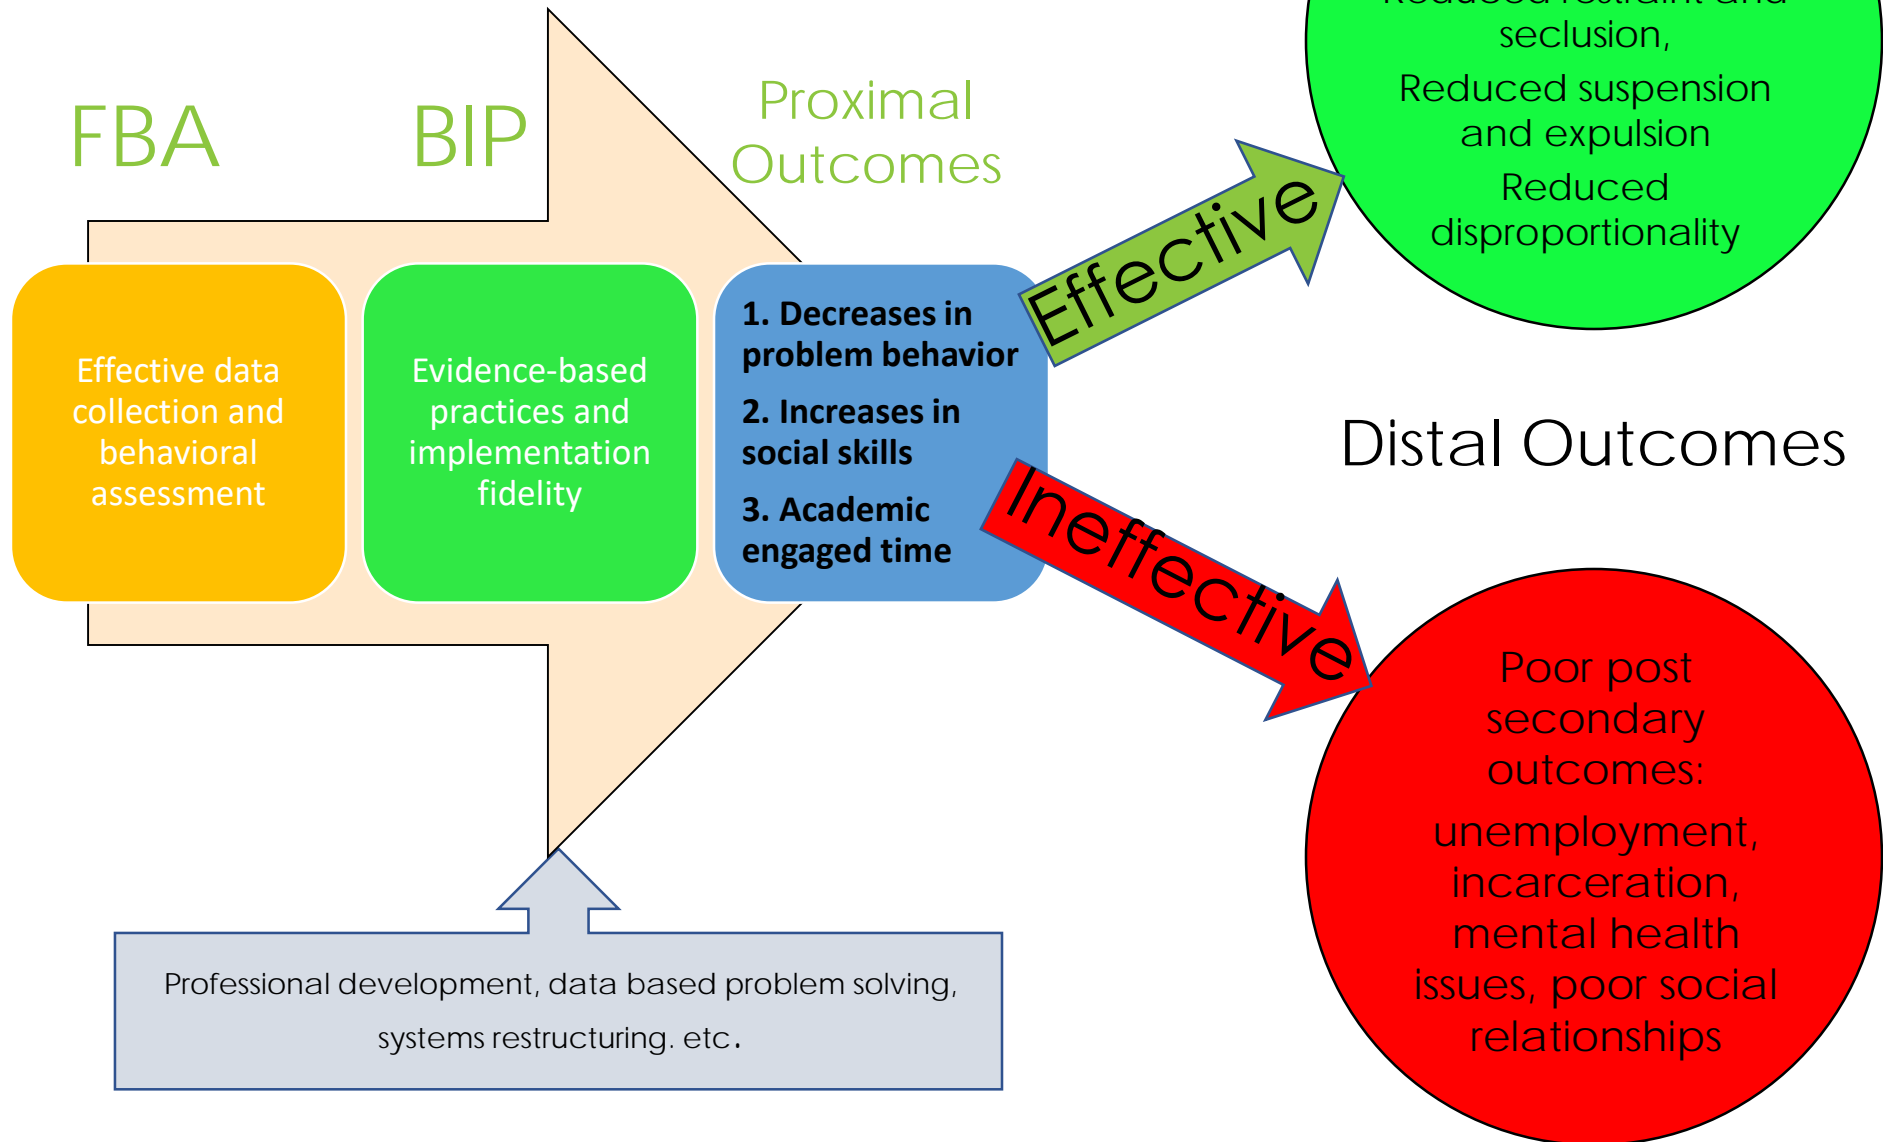 FBA
BIP
Proximal
Outcomes
Effective data
collection and
behavioral
assessment
Evidence-based
practices and
implementation
fidelity
1. Decreases in
problem behavior
2. Increases in
social skills
3. Academic
engaged time
Effective
Ineffective
Reduced restraint and
seclusion,
Reduced suspension
and expulsion
Reduced
disproportionality
Distal Outcomes
Poor post
secondary
outcomes:
unemployment,
incarceration,
mental health
issues, poor social
relationships
Professional development, data based problem solving,
systems restructuring. etc.